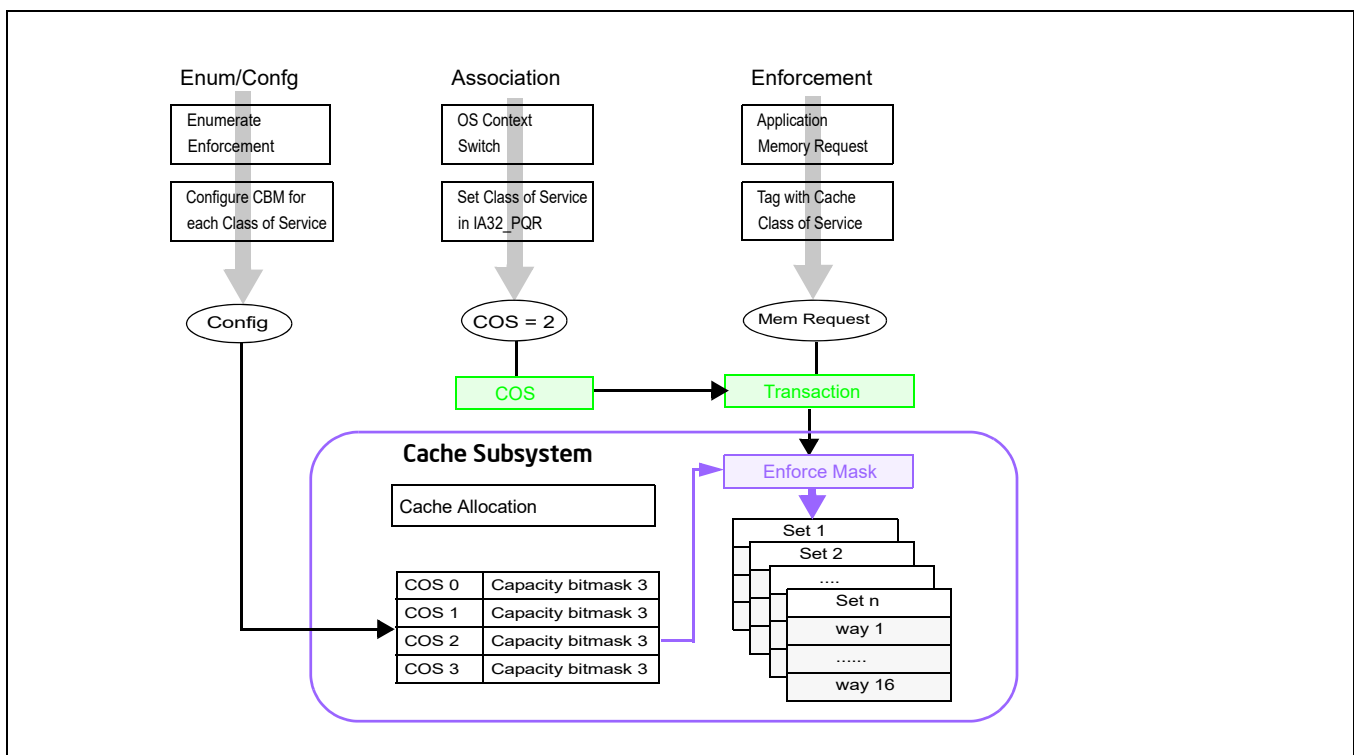 Enum/Confg
Enumerate
Enforcement
Configure CBM for
each Class of Service
Config
Association
OS Context
Switch
Set Class of Service
in IA32_PQR
COS = 2
COS
Enforcement
Application
Memory Request
Tag with Cache
Class of Service
Mem Request
Transaction
Cache Subsystem
Cache Allocation
COS 0 Capacity bitmask 3
COS 1 Capacity bitmask 3
COS 2 Capacity bitmask 3
COS 3 Capacity bitmask 3
Enforce Mask
Set 1
Set 2
....
Set n
way 1
......
way 16